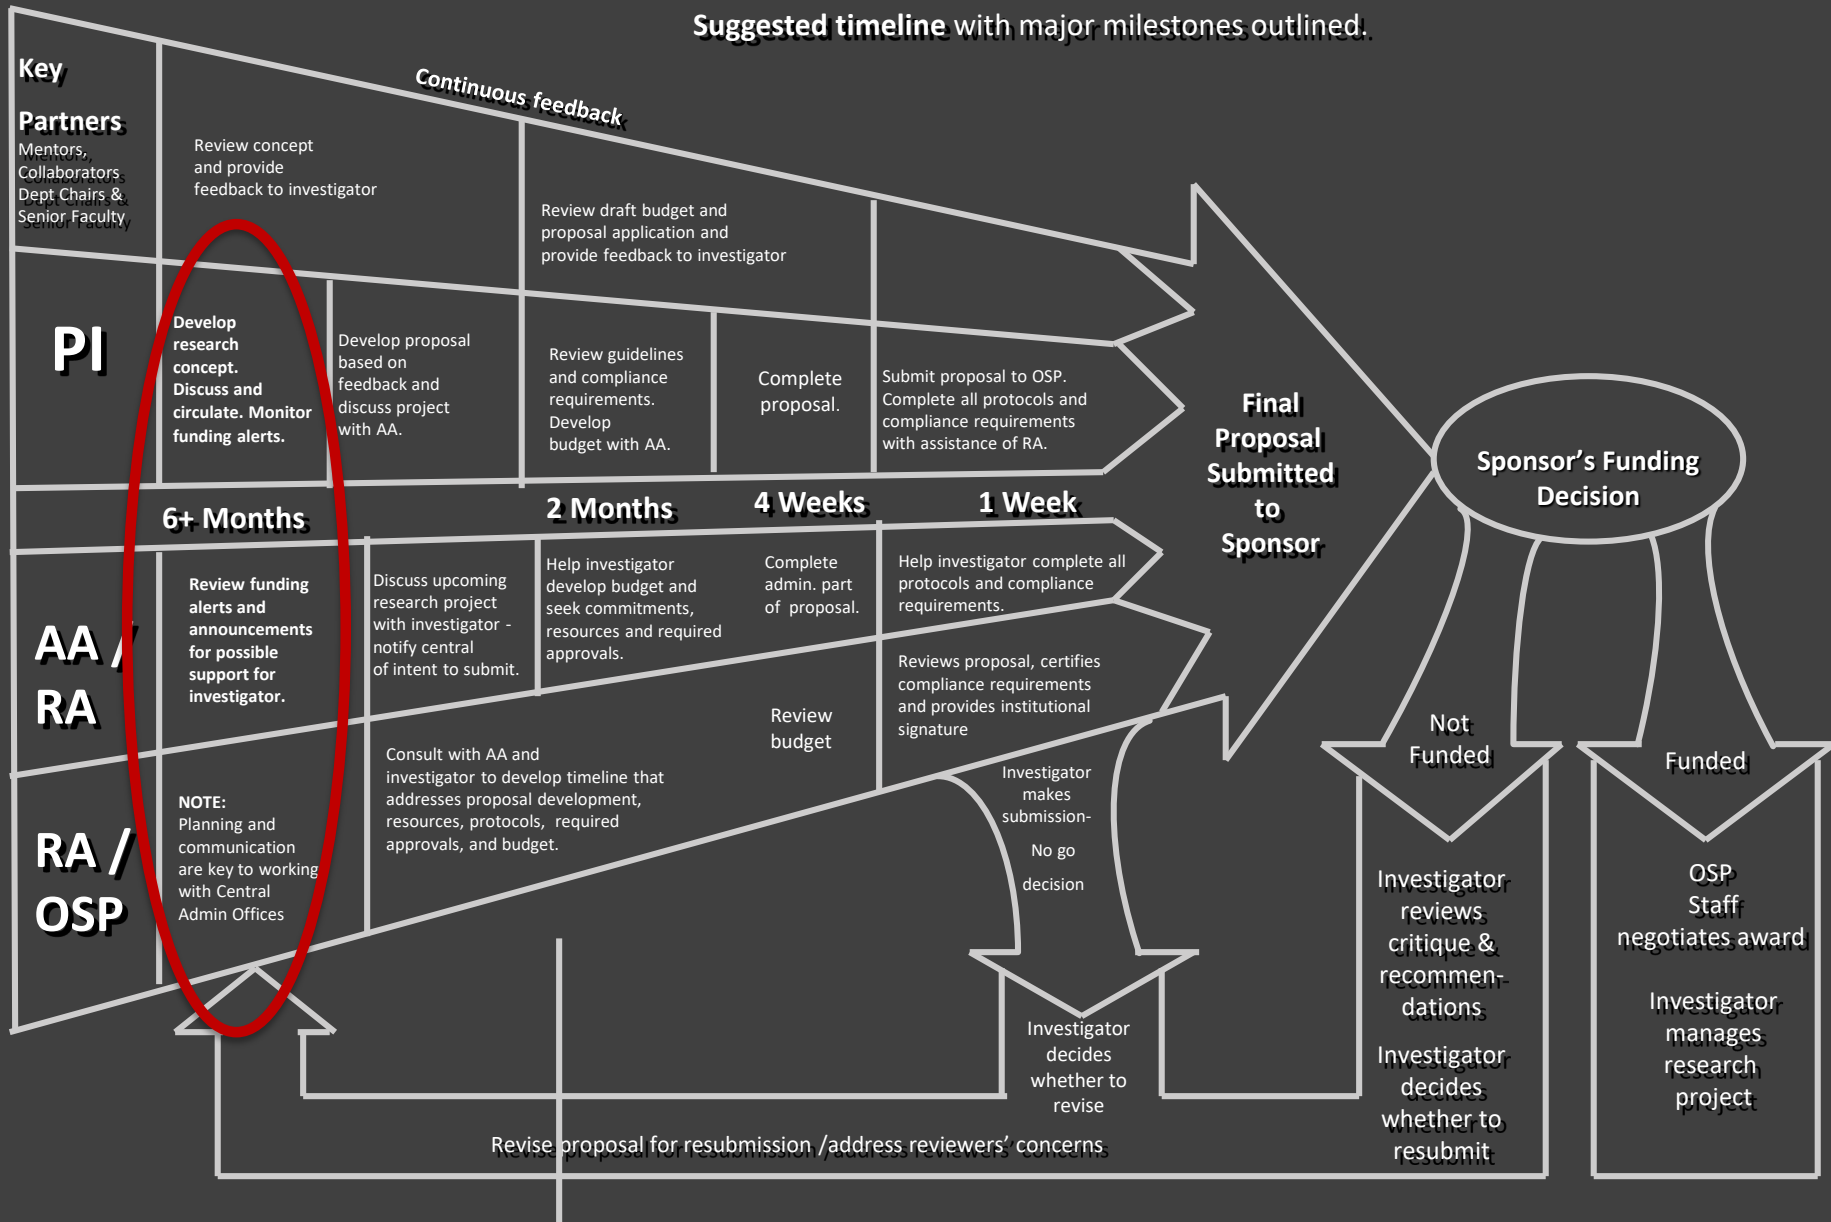 Suggested timeline with major milestones outlined.
Key
Partners
Mentors,
Collaborators
Dept Chairs &
Senior Faculty
Continuous feedback
Review concept
and provide
feedback to investigator
Review draft budget and
proposal application and
provide feedback to investigator
PI
Develop
research
concept.
Discuss and
circulate. Monitor
funding alerts.
Develop proposal
based on
feedback and
discuss project
with AA.
Review guidelines
and compliance
requirements.
Develop
budget with AA.
Complete
proposal.
Submit proposal to OSP.
Complete all protocols and
compliance requirements
with assistance of RA.
6+ Months
2 Months
4 Weeks
1 Week
AA /
RA
Review funding
alerts and
announcements
for possible
support for
investigator.
Discuss upcoming
research project
with investigator -
notify central
of intent to submit.
Help investigator
develop budget and
seek commitments,
resources and required
approvals.
Complete
admin. part
of proposal.
Help investigator complete all
protocols and compliance
requirements.
RA /
OSP
NOTE:
Planning and
communication
are key to working
with Central
Admin Offices
Consult with AA and
investigator to develop timeline that
addresses proposal development,
resources, protocols, required
approvals, and budget.
Review
budget
Reviews proposal, certifies
compliance requirements
and provides institutional
signature
Investigator
makes
submission-
No go
decision
Investigator
decides
whether to
revise
Final
Proposal
Submitted
to
Sponsor
Sponsor’s Funding
Decision
Not
Funded
Investigator
reviews
critique &
recommen-
dations
Investigator
decides
whether to
resubmit
Funded
OSP
Staff
negotiates award
Investigator
manages
research
project
Revise proposal for resubmission /address reviewers’ concerns